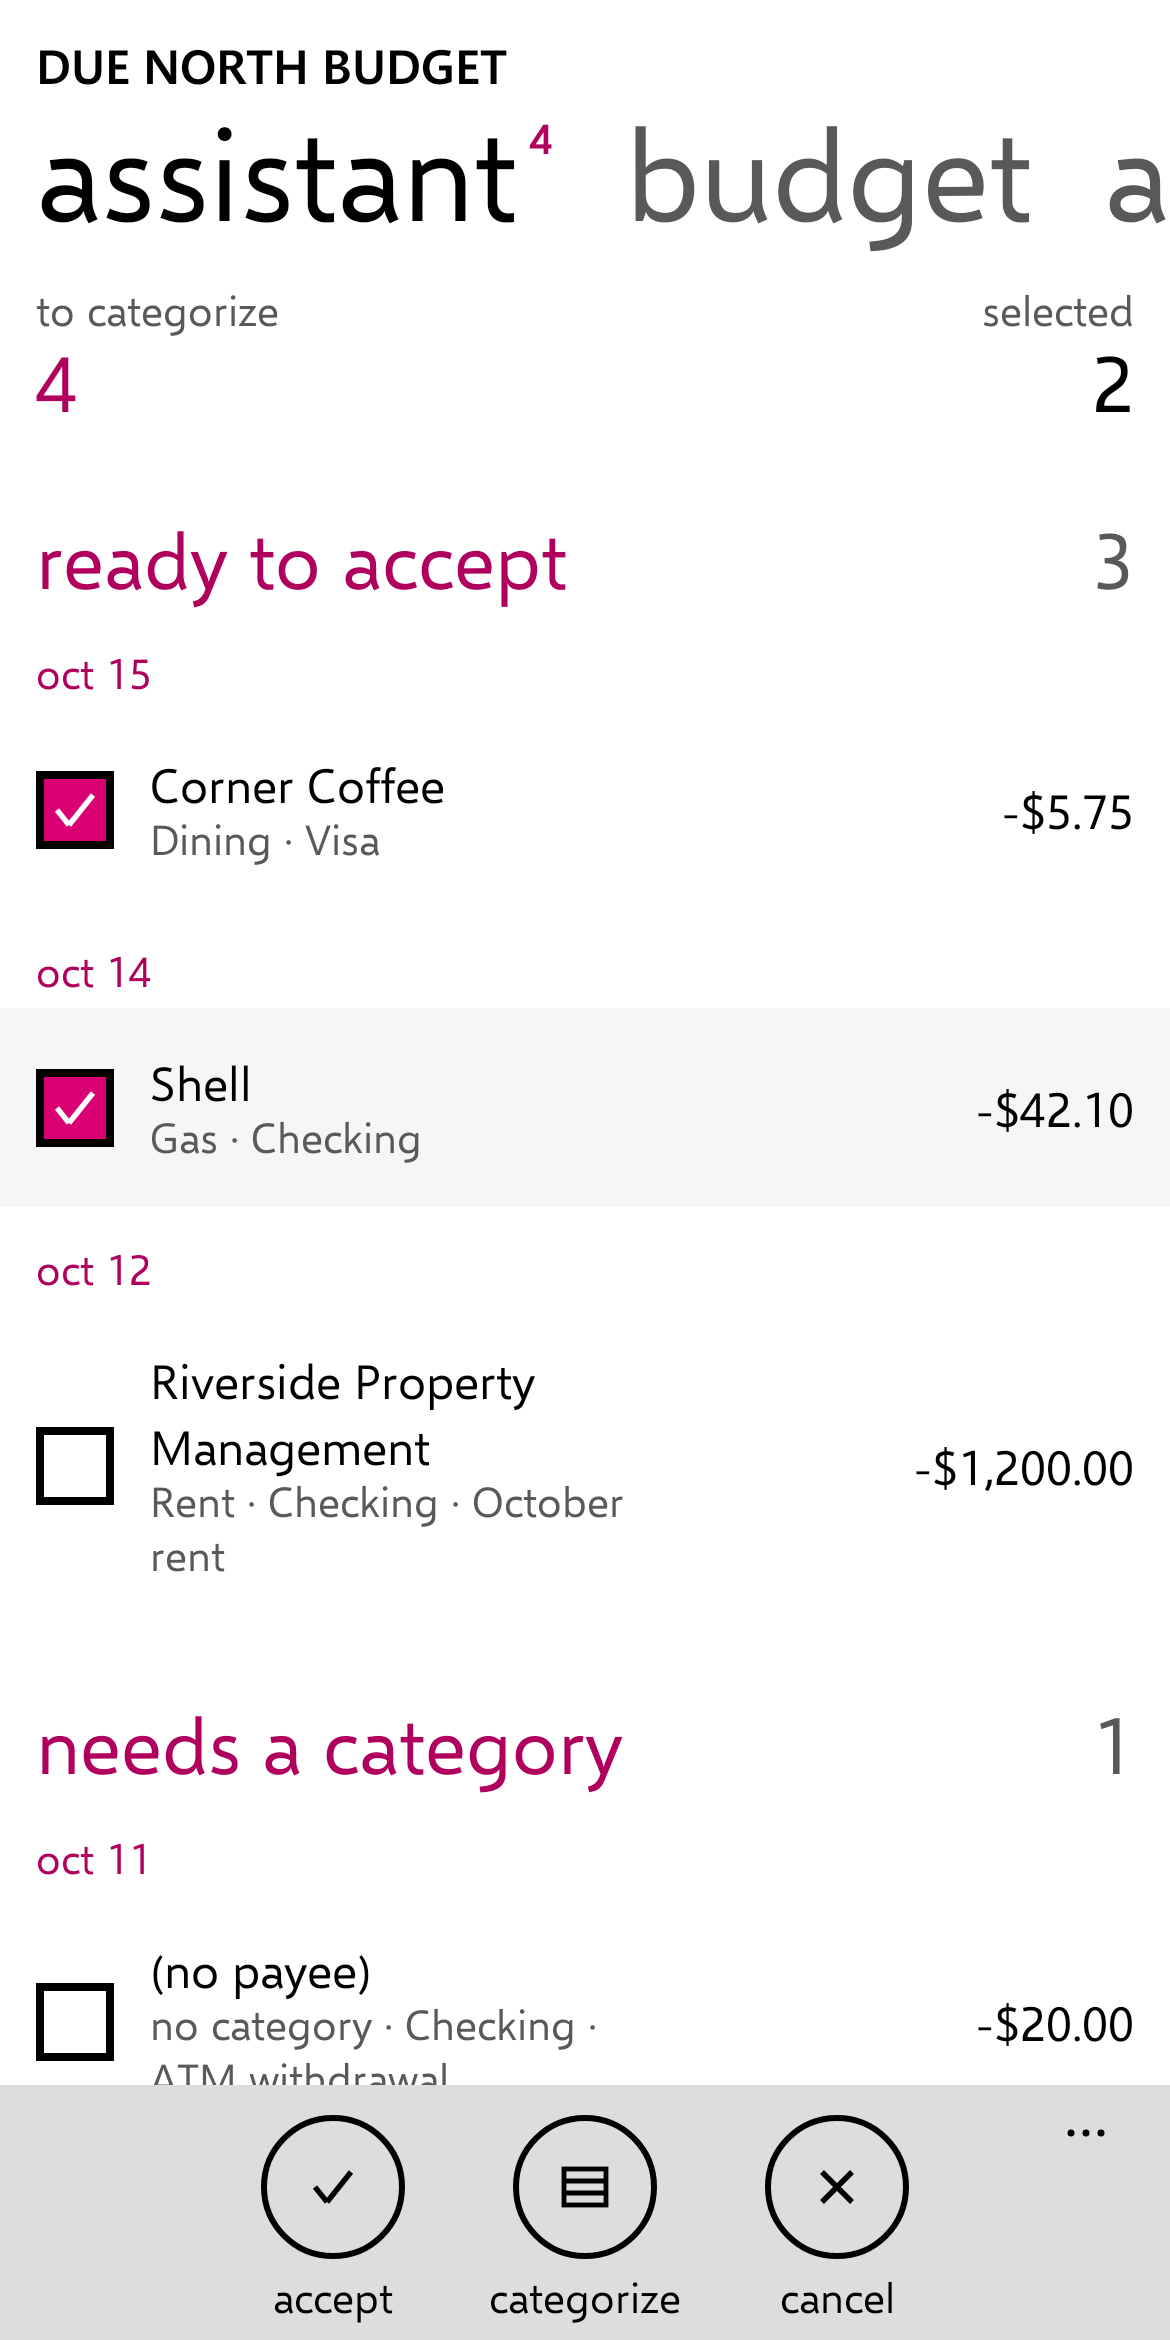 DUE NORTH BUDGET
assistant 4 budget a
to categorize selected
4 2
ready to accept 3
oct 15
Corner Coffee
Dining · Visa
-$5.75
oct 14
Shell
Gas · Checking
-$42.10
oct 12
Riverside Property
Management
Rent · Checking · October
rent
-$1,200.00
needs a category 1
oct 11
(no payee)
no category · Checking ·
ATM withdrawal
-$20.00
...
accept categorize cancel